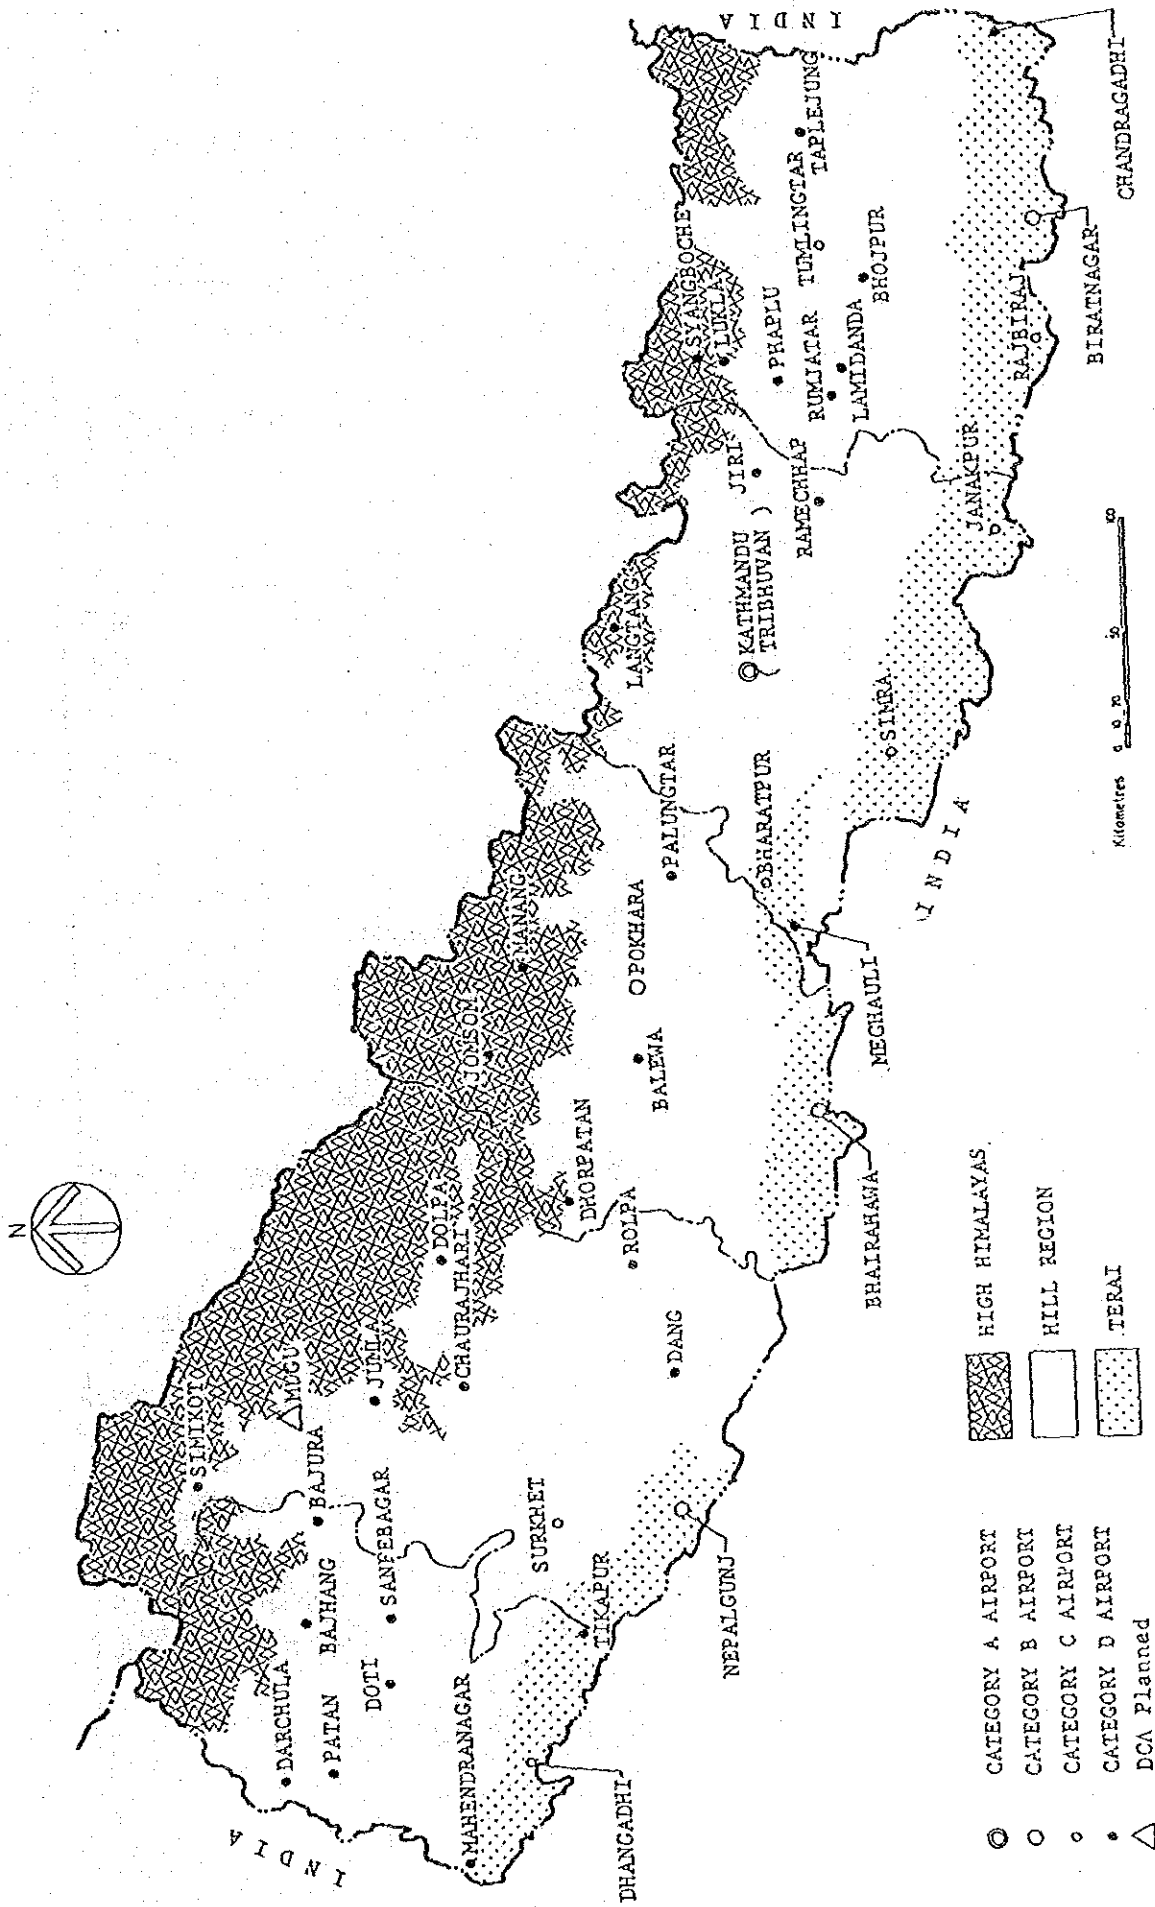 N
INDIA
SIMIKOT
MUGU
DARCHULA
BAJURA
BAJHANG
PATAN
JUMLA
SANFEBAGAR
DOTI
DOLPA
CHAURAJHARI
JOMSOM
MANANG
MAHENDRANAGAR
SURKHET
DHORPATAN
LANGTANG
TIKAPUR
ROLPA
BALEWA
POKHARA
PALUNGTAR
DHANGADHI
DANG
NEPALGUNJ
SYANGBOCHE
LUKLA
INDIA
JIRI
KATHMANDU
( TRIBHUVAN )
PHAPLU
BHARATPUR
RAMECHHAP
RUMJATAR
TUMLINGTAR
TAPLEJUNG
LAMIDANDA
BHOJPUR
BHAIRAHAWA
MEGHAULI
SIMRA
JANAKPUR
RAJBIRAJ
INDIA
BIRATNAGAR
CHANDRAGADHI
CATEGORY A AIRPORT
CATEGORY B AIRPORT
CATEGORY C AIRPORT
CATEGORY D AIRPORT
DCA Planned
HIGH HIMALAYAS
HILL REGION
TERAI
Kilometres 0 10 20 50 100